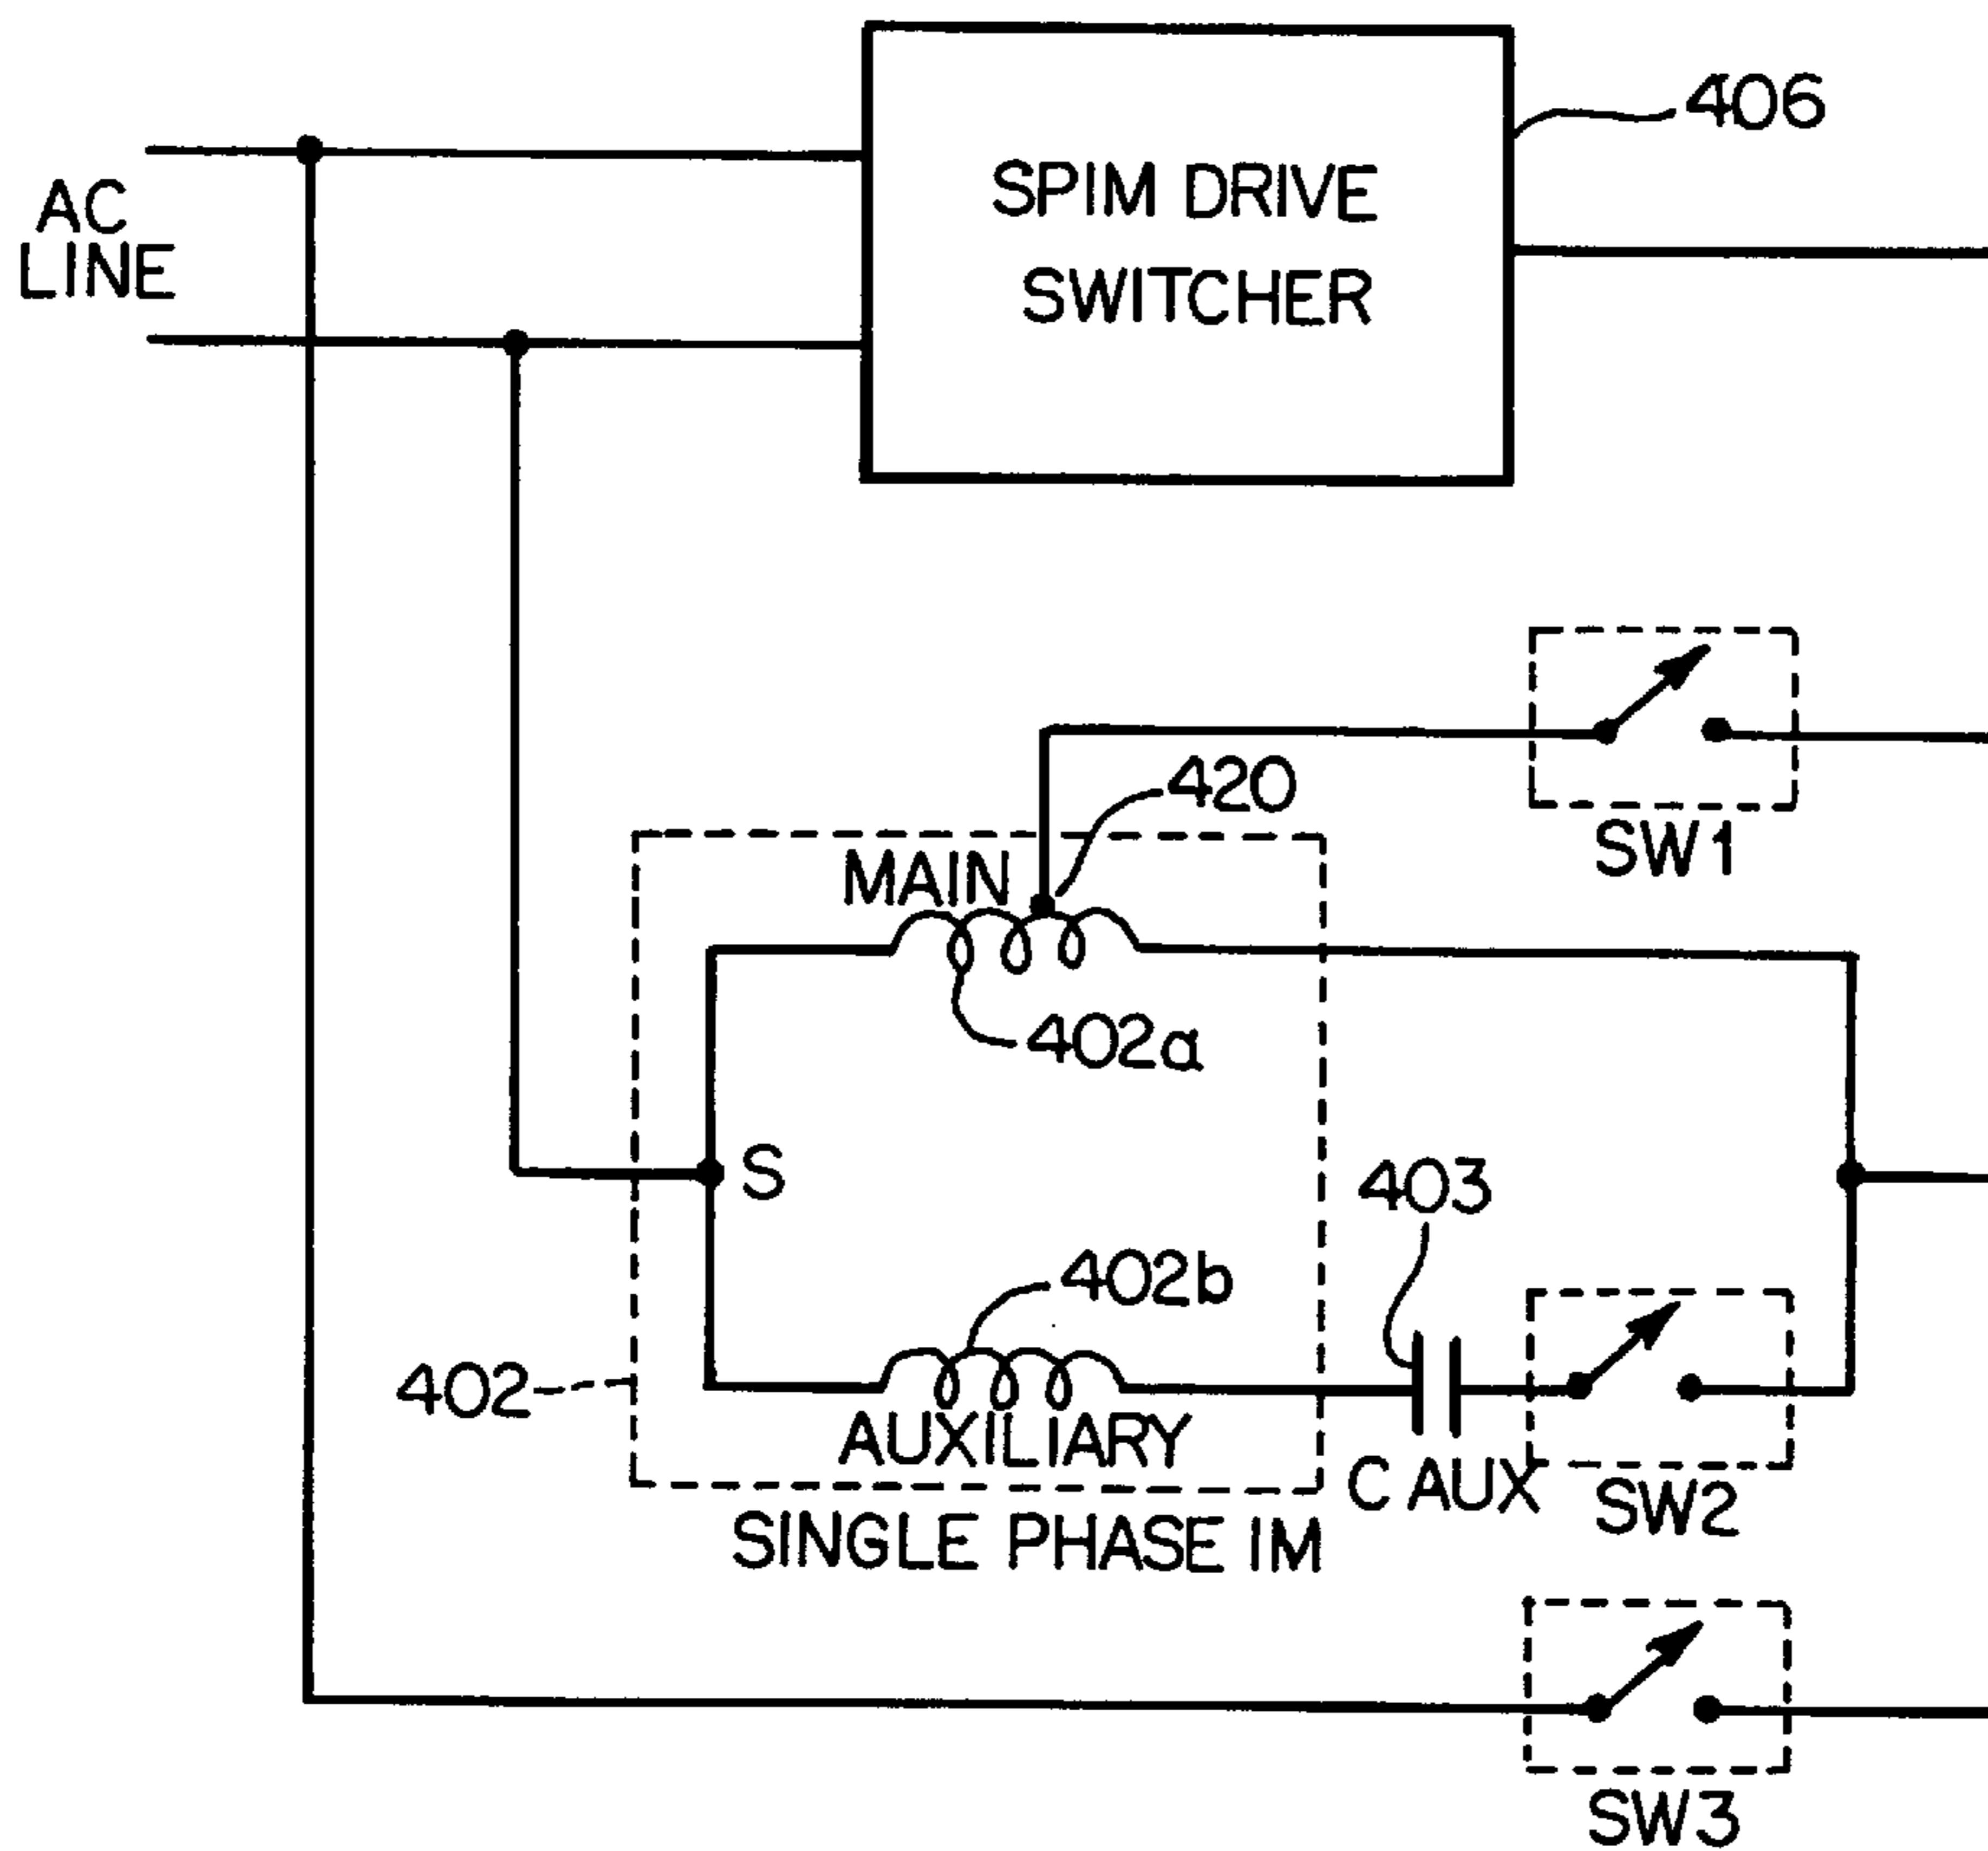 406
SPIM DRIVE
SWITCHER
AC
LINE
420
SW1
MAIN
402a
S
403
402b
402
AUXILIARY
C AUX
SW2
SINGLE PHASE IM
SW3